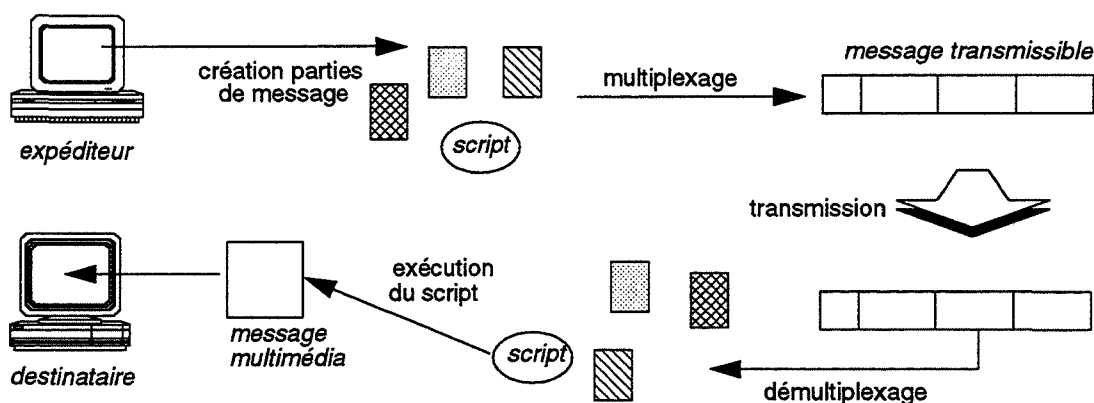 création parties
de message
multiplexage
message transmissible
expéditeur
script
transmission
exécution
du script
message
multimédia
script
destinataire
démultiplexage